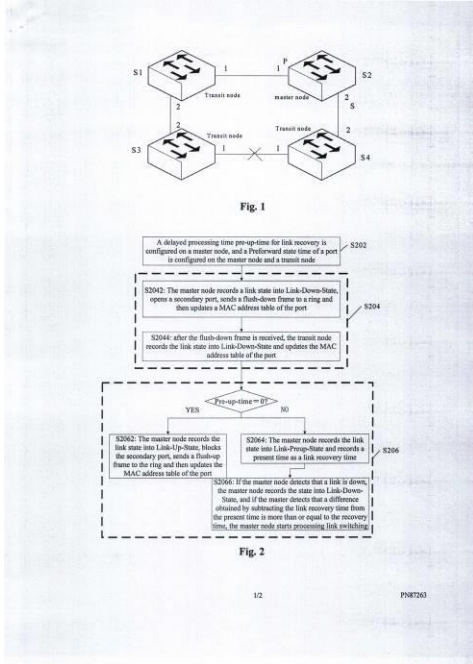 S1
1
1
P
S2
Transit node
master node
2
2
S
2
Transit node
Transit node
2
S3
1
1
S4
Fig. 1
A delayed processing time pre-up-time for link recovery is
configured on a master node, and a Preforward state time of a port
is configured on the master node and a transit node
S202
S2042: The master node records a link state into Link-Down-State,
opens a secondary port, sends a flush-down frame to a ring and
then updates a MAC address table of the port
S204
S2044: after the flush-down frame is received, the transit node
records the link state into Link-Down-State and updates the MAC
address table of the port
Pre-up-time = 0?
YES
NO
S2062: The master node records the
link state into Link-Up-State, blocks
the secondary port, sends a flush-up
frame to the ring and then updates the
MAC address table of the port
S2064: The master node records the link
state into Link-Preup-State and records a
present time as a link recovery time
S206
S2066: If the master node detects that a link is down,
the master node records the state into Link-Down-
State, and if the master detects that a difference
obtained by subtracting the link recovery time from
the present time is more than or equal to the recovery
time, the master node starts processing link switching
Fig. 2
1/2
PN87263